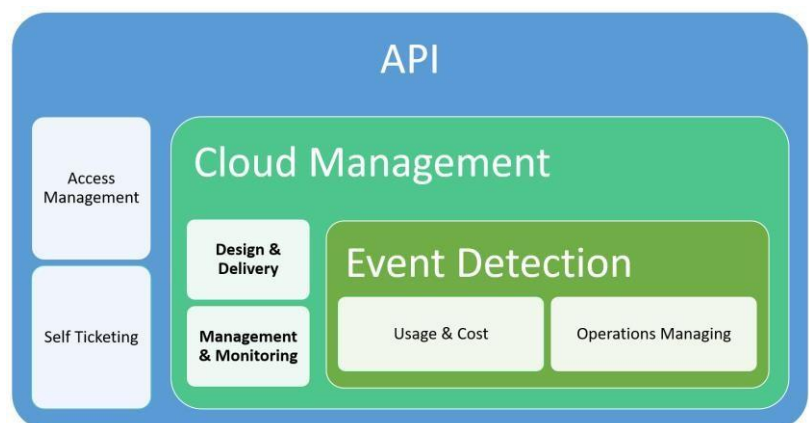 API
Access
Management
Self Ticketing
Cloud Management
Design &
Delivery
Management
& Monitoring
Event Detection
Usage & Cost
Operations Managing